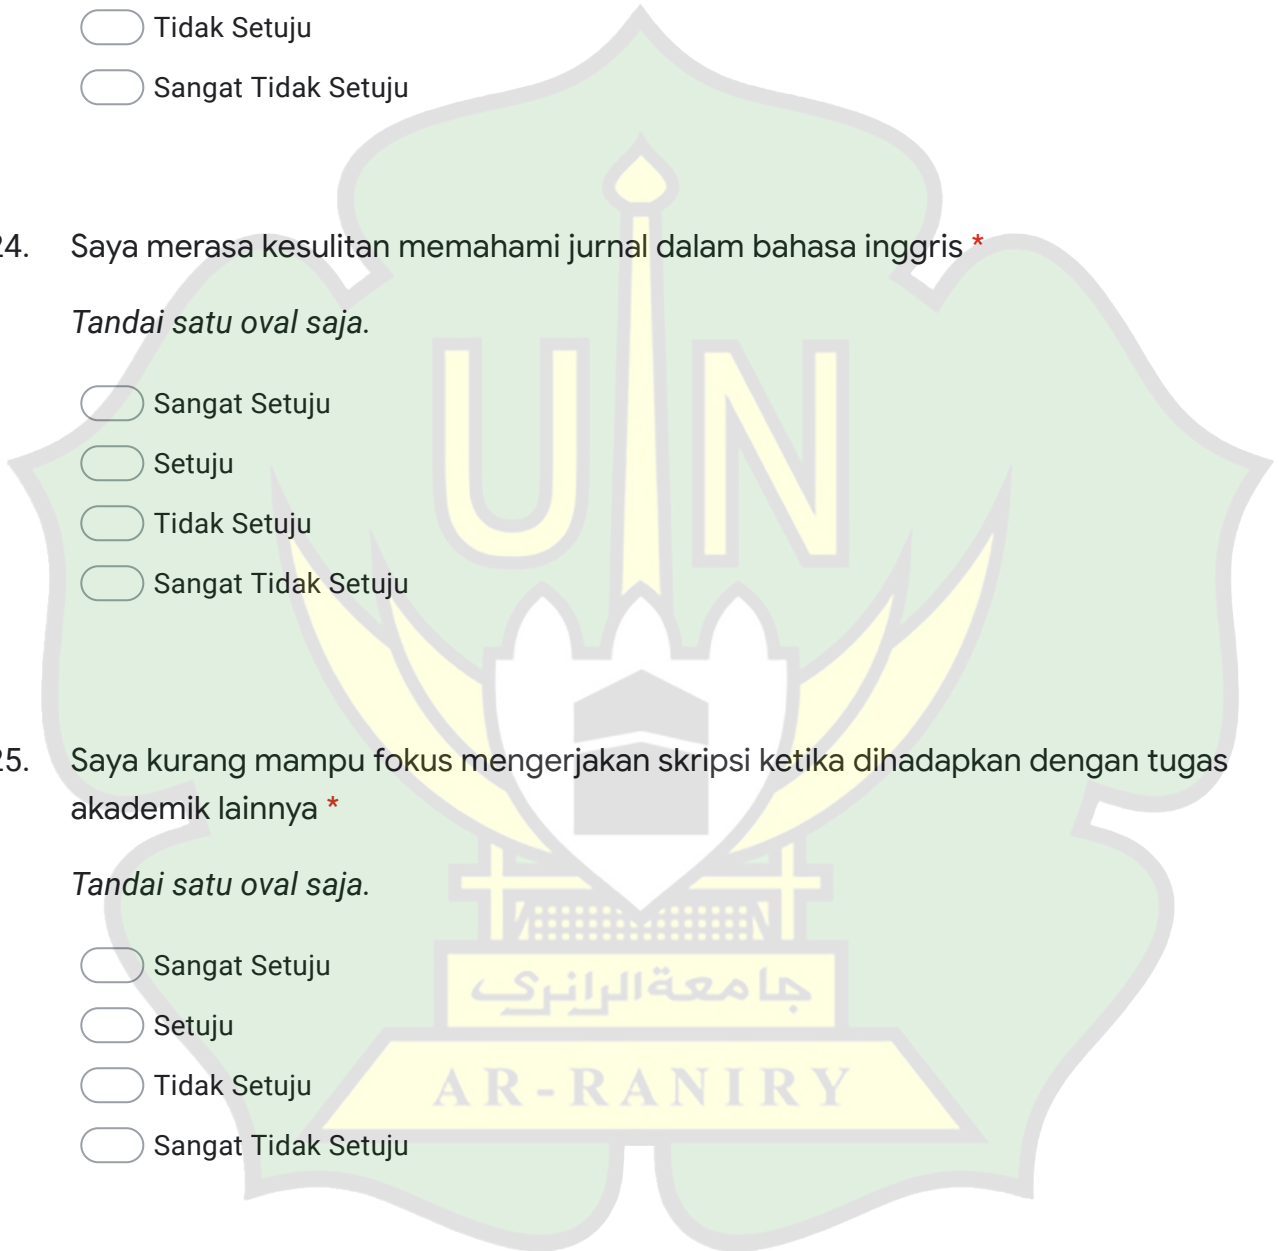 Tidak Setuju
Sangat Tidak Setuju
24. Saya merasa kesulitan memahami jurnal dalam bahasa inggris *
Tandai satu oval saja.
Sangat Setuju
Setuju
UIN
Tidak Setuju
Sangat Tidak Setuju
25. Saya kurang mampu fokus mengerjakan skripsi ketika dihadapkan dengan tugas
akademik lainnya *
Tandai satu oval saja.
Sangat Setuju
جامعة الرانري
Setuju
Tidak Setuju
AR-RANIRY
Sangat Tidak Setuju